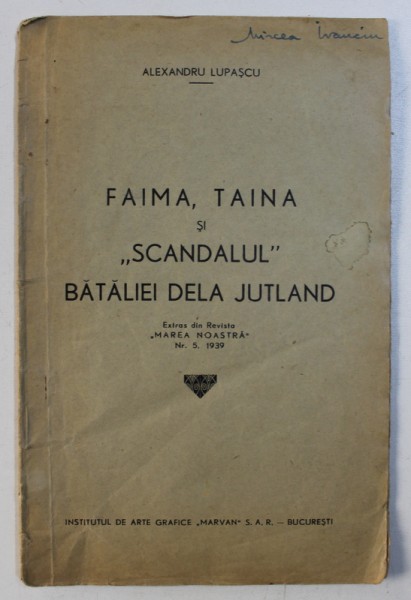 Mircea Ivanciu
ALEXANDRU LUPAȘCU
FAIMA, TAINA
ȘI
„SCANDALUL"
BĂTĂLIEI DELA JUTLAND
Extras din Revista
„MAREA NOASTRĂ"
Nr. 5. 1939
INSTITUTUL DE ARTE GRAFICE „MARVAN" S. A. R. — BUCUREȘTI